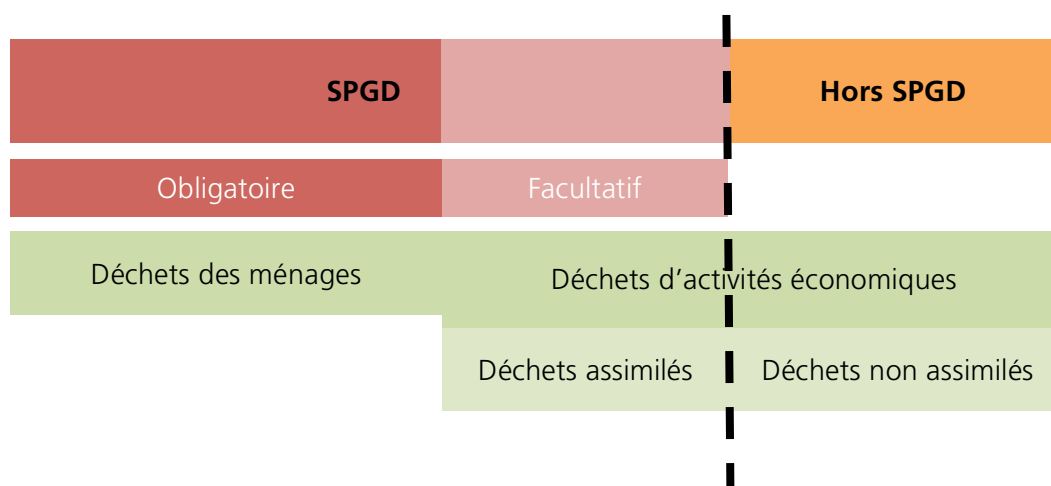 SPGD
Hors SPGD
Obligatoire
Facultatif
Déchets des ménages
Déchets d’activités économiques
Déchets assimilés
Déchets non assimilés